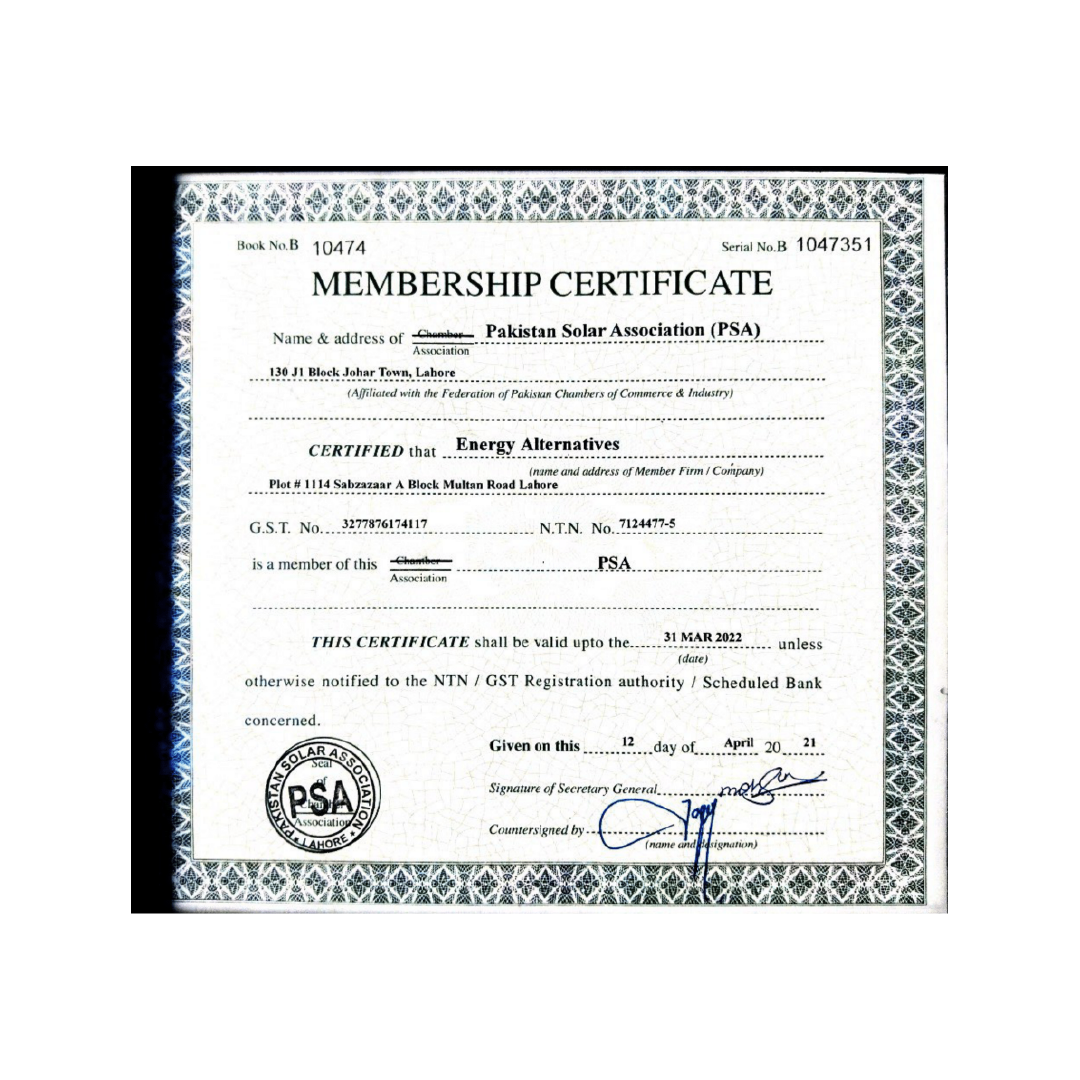 Book No.B 10474 Serial No.B 1047351
MEMBERSHIP CERTIFICATE
Name & address of Chamber Pakistan Solar Association (PSA)
Association
130 J1 Block Johar Town, Lahore
(Affiliated with the Federation of Pakistan Chambers of Commerce & Industry)
CERTIFIED that Energy Alternatives
(name and address of Member Firm / Company)
Plot # 1114 Sabzazaar A Block Multan Road Lahore
G.S.T. No. 3277876174117 N.T.N. No. 7124477-5
is a member of this Chamber PSA
Association
THIS CERTIFICATE shall be valid upto the 31 MAR 2022 unless
(date)
otherwise notified to the NTN / GST Registration authority / Scheduled Bank
concerned.
Given on this 12 day of April 20 21
Signature of Secretary General
Countersigned by
(name and designation)
PAKISTAN SOLAR ASSOCIATION
Seal
of
PSA
Chamber
Association
LAHORE